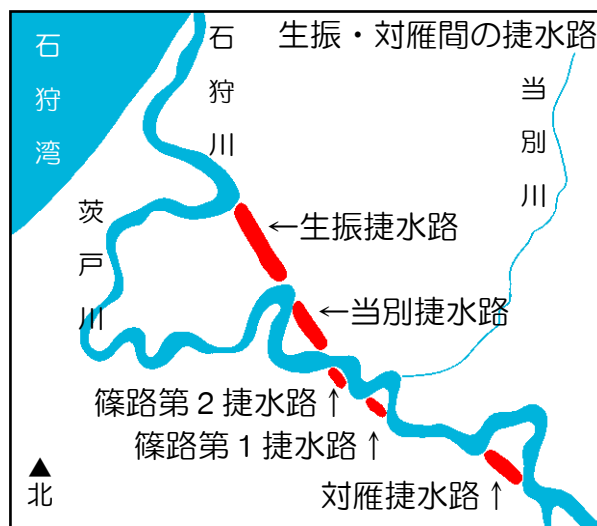 生振・対雁間の捷水路
石狩湾
石狩川
当別川
茨戸川
←生振捷水路
←当別捷水路
篠路第2捷水路↑
篠路第1捷水路↑
対雁捷水路↑
▲
北